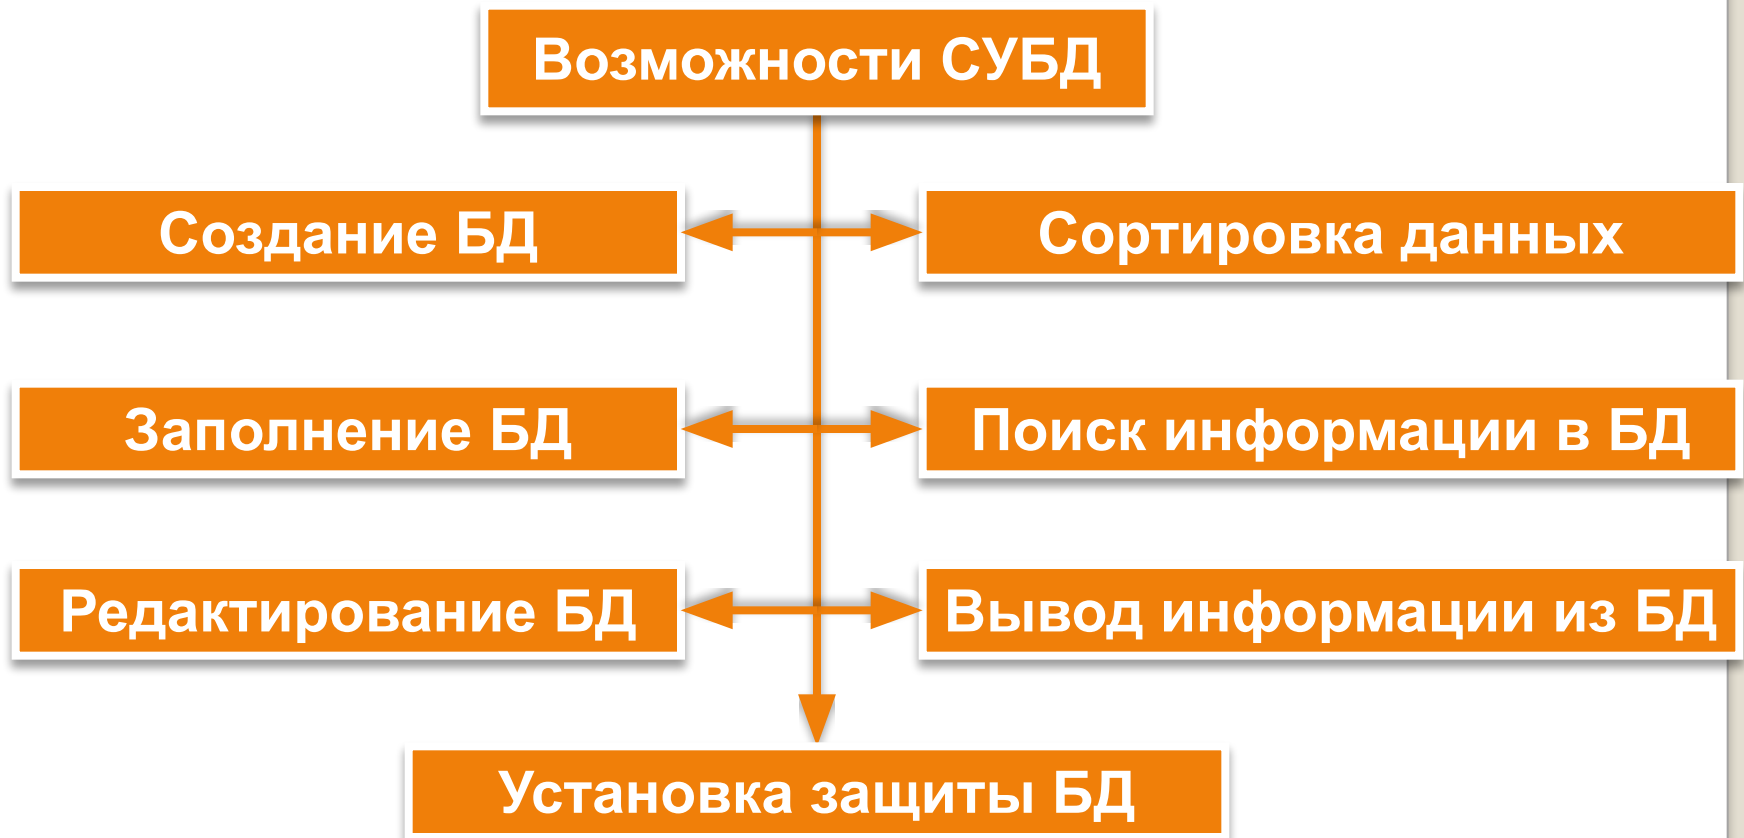 Возможности СУБД
Создание БД
Сортировка данных
Заполнение БД
Поиск информации в БД
Редактирование БД
Вывод информации из БД
Установка защиты БД